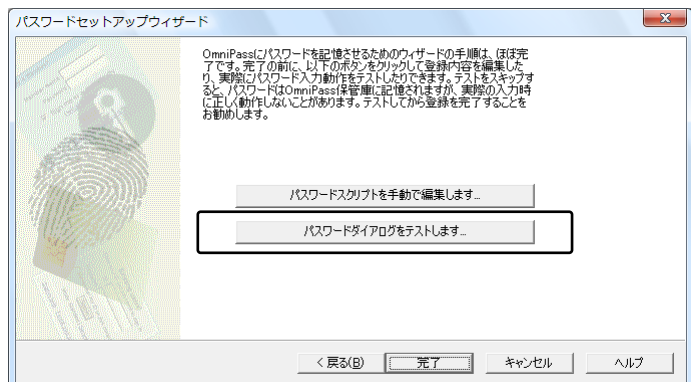 パスワードセットアップウィザード
OmniPassにパスワードを記憶させるためのウィザードの手順は、ほぼ完
了です。完了の前に、以下のボタンをクリックして登録内容を編集した
り、実際にパスワード入力動作をテストしたりできます。テストをスキップす
ると、パスワードはOmniPass保管庫に記憶されますが、実際の入力時
に正しく動作しないことがあります。テストしてから登録を完了することを
お勧めします。
パスワードスクリプトを手動で編集します...
パスワードダイアログをテストします...
< 戻る(B)
完了
キャンセル
ヘルプ